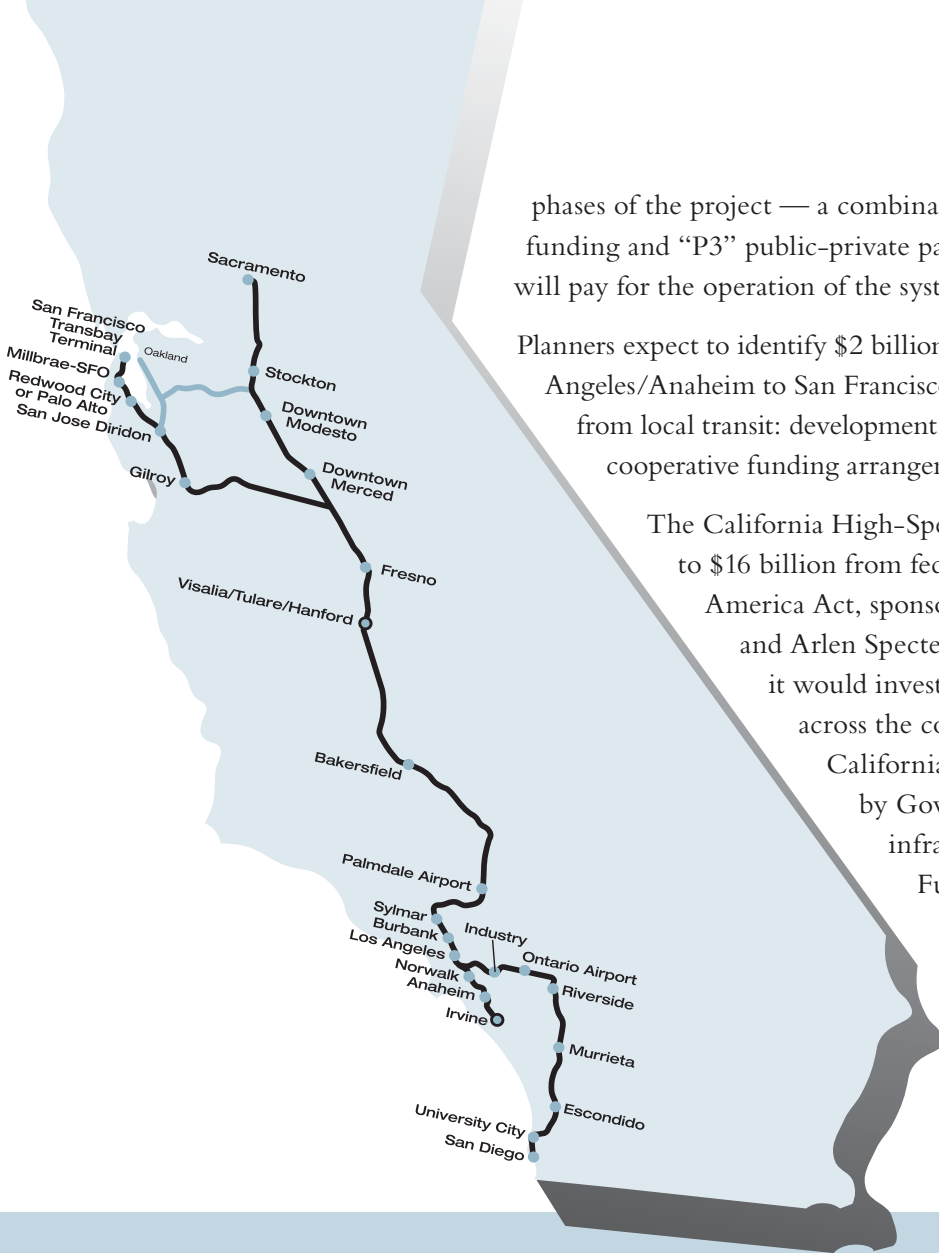 phases of the project — a combina
funding and “P3” public-private pa
will pay for the operation of the syst
Planners expect to identify $2 billion
Angeles/Anaheim to San Francisco
from local transit: development
cooperative funding arranger
The California High-Spe
to $16 billion from fed
America Act, sponso
and Arlen Specte
it would invest
across the co
California
by Gov
infra
Fu
Sacramento
San Francisco
Transbay
Terminal
Oakland
Millbrae-SFO
Redwood City
or Palo Alto
San Jose Diridon
Stockton
Downtown
Modesto
Gilroy
Downtown
Merced
Fresno
Visalia/Tulare/Hanford
Bakersfield
Palmdale Airport
Sylmar
Burbank
Los Angeles
Industry
Ontario Airport
Norwalk
Anaheim
Riverside
Irvine
Murrieta
Escondido
University City
San Diego